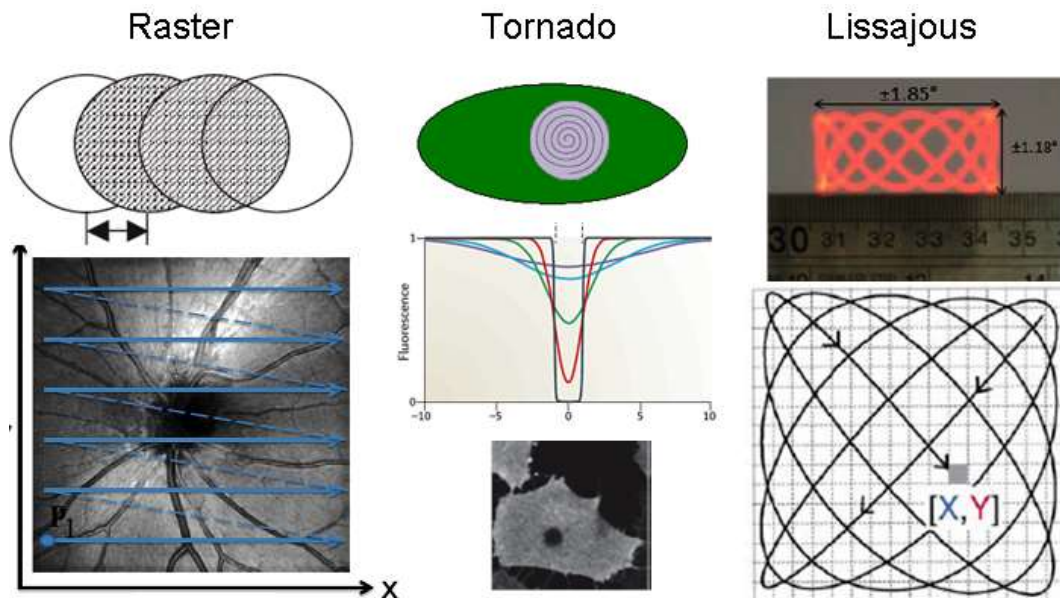 Raster
Tornado
Lissajous
±1.85°
±1.18°
30 31 32 33 34 35
14
1
Fluorescence
0
−10 −5 0 5 10
P1
X
[X,Y]